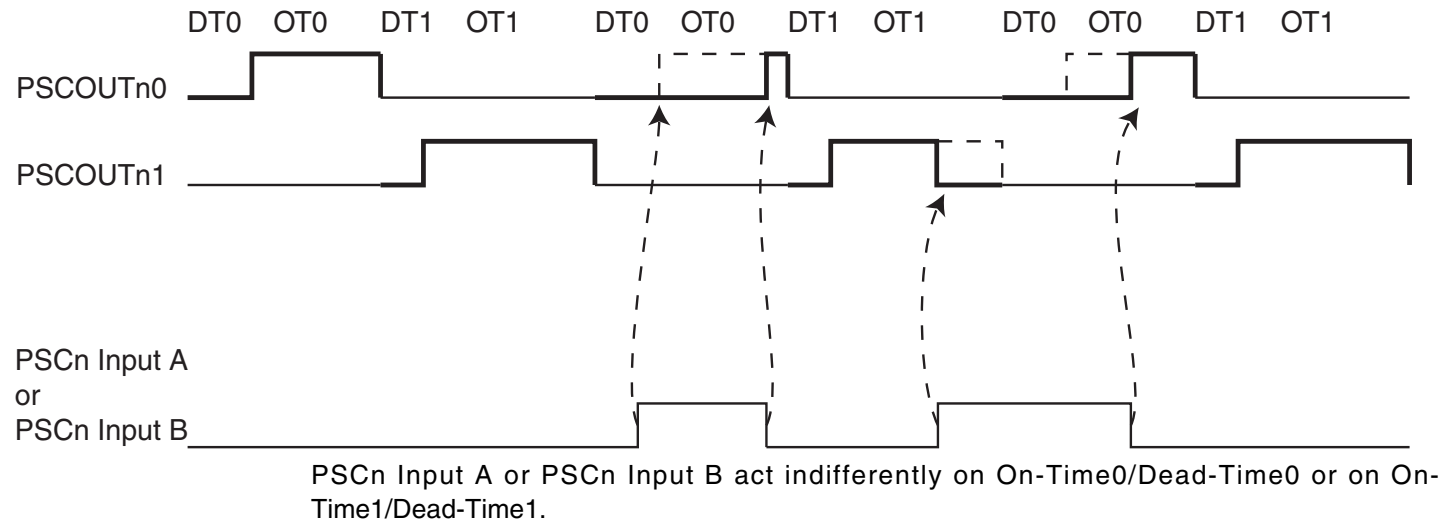 DT0 OT0 DT1 OT1 DT0 OT0 DT1 OT1 DT0 OT0 DT1 OT1
PSCOUTn0
PSCOUTn1
PSCn Input A
or
PSCn Input B
PSCn Input A or PSCn Input B act indifferently on On-Time0/Dead-Time0 or on On-
Time1/Dead-Time1.